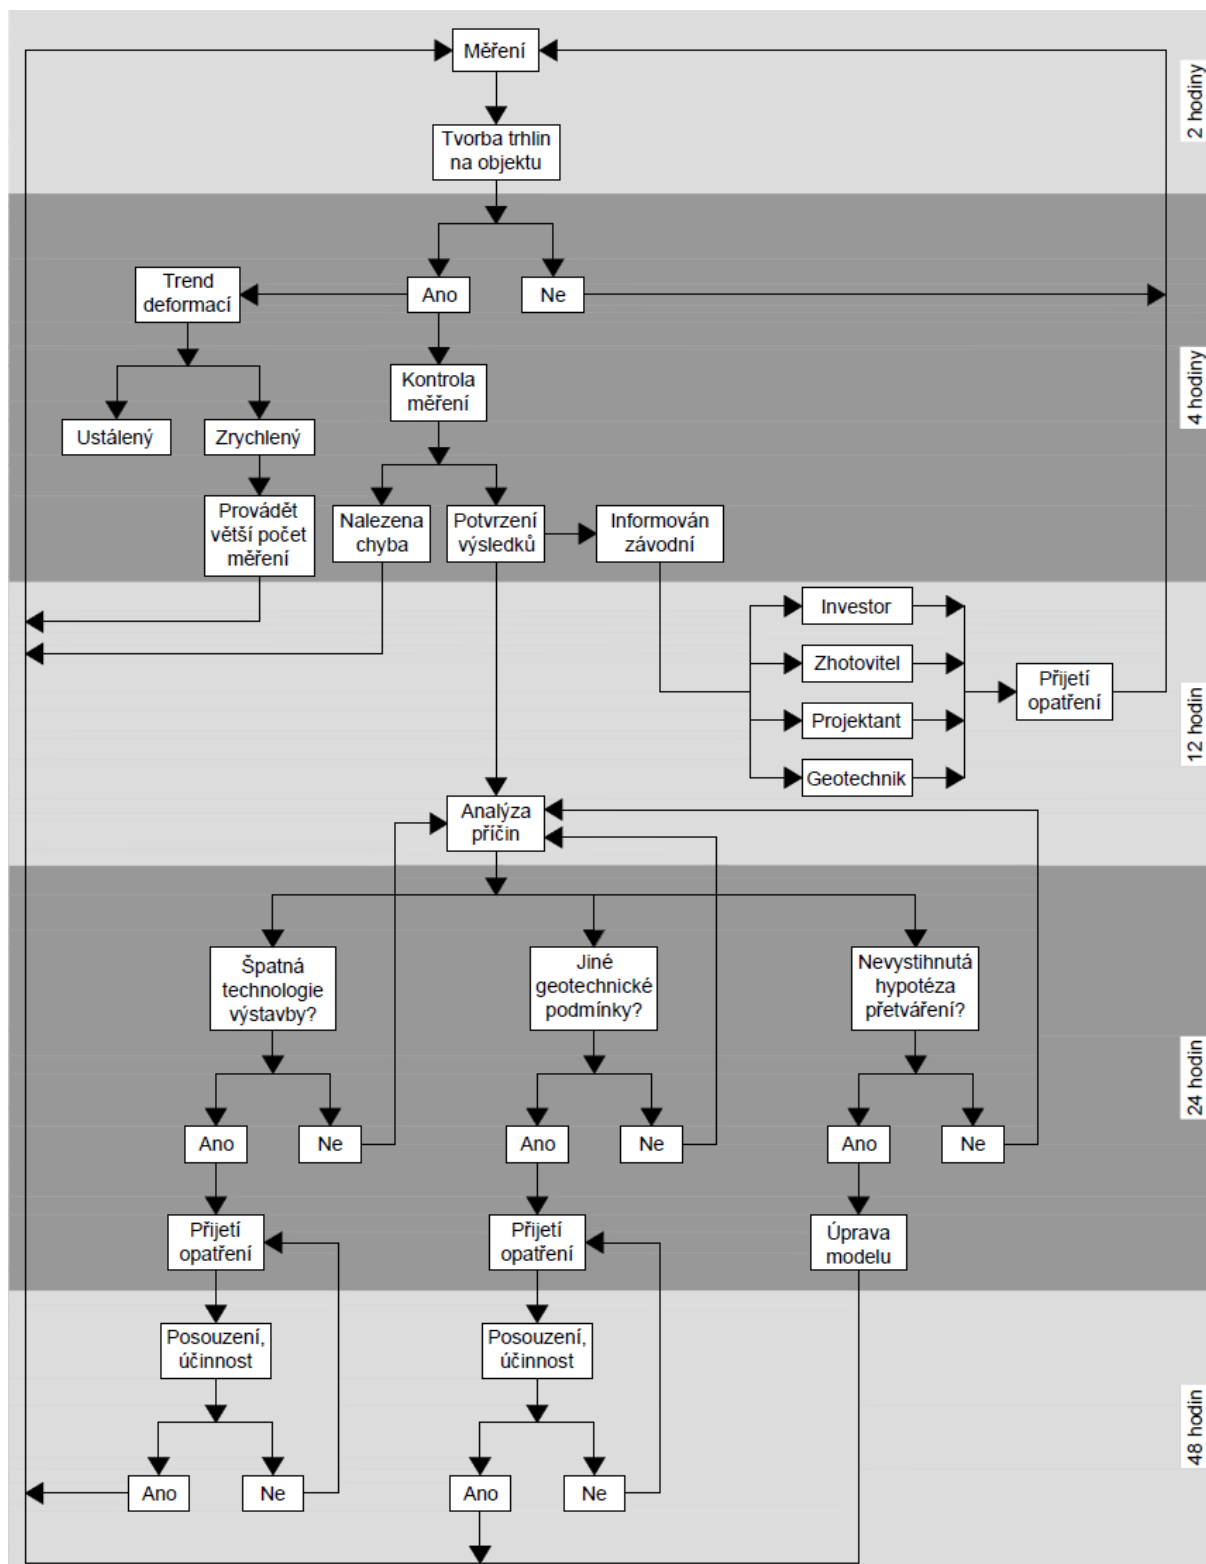 Měření
2 hodiny
Tvorba trhlin
na objektu
Trend
deformací
Ano
Ne
4 hodiny
Kontrola
měření
Ustálený
Zrychlený
Provádět
větší počet
měření
Nalezena
chyba
Potvrzení
výsledků
Informován
závodní
Investor
Zhotovitel
Projektant
Geotechnik
Přijetí
opatření
12 hodin
Analýza
příčin
Špatná
technologie
výstavby?
Jiné
geotechnické
podmínky?
Nevystihnutá
hypotéza
přetváření?
24 hodin
Ano
Ne
Ano
Ne
Ano
Ne
Přijetí
opatření
Přijetí
opatření
Úprava
modelu
Posouzení,
účinnost
Posouzení,
účinnost
48 hodin
Ano
Ne
Ano
Ne